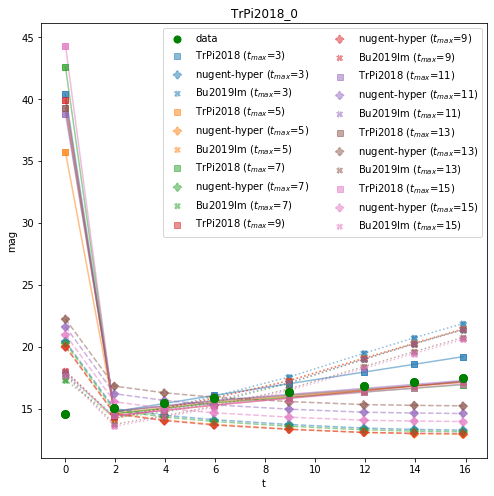 TrPi2018_0
data
TrPi2018 (t_max=3)
nugent-hyper (t_max=3)
Bu2019lm (t_max=3)
TrPi2018 (t_max=5)
nugent-hyper (t_max=5)
Bu2019lm (t_max=5)
TrPi2018 (t_max=7)
nugent-hyper (t_max=7)
Bu2019lm (t_max=7)
TrPi2018 (t_max=9)
nugent-hyper (t_max=9)
Bu2019lm (t_max=9)
TrPi2018 (t_max=11)
nugent-hyper (t_max=11)
Bu2019lm (t_max=11)
TrPi2018 (t_max=13)
nugent-hyper (t_max=13)
Bu2019lm (t_max=13)
TrPi2018 (t_max=15)
nugent-hyper (t_max=15)
Bu2019lm (t_max=15)
45
40
35
30
25
20
15
mag
0 2 4 6 8 10 12 14 16
t